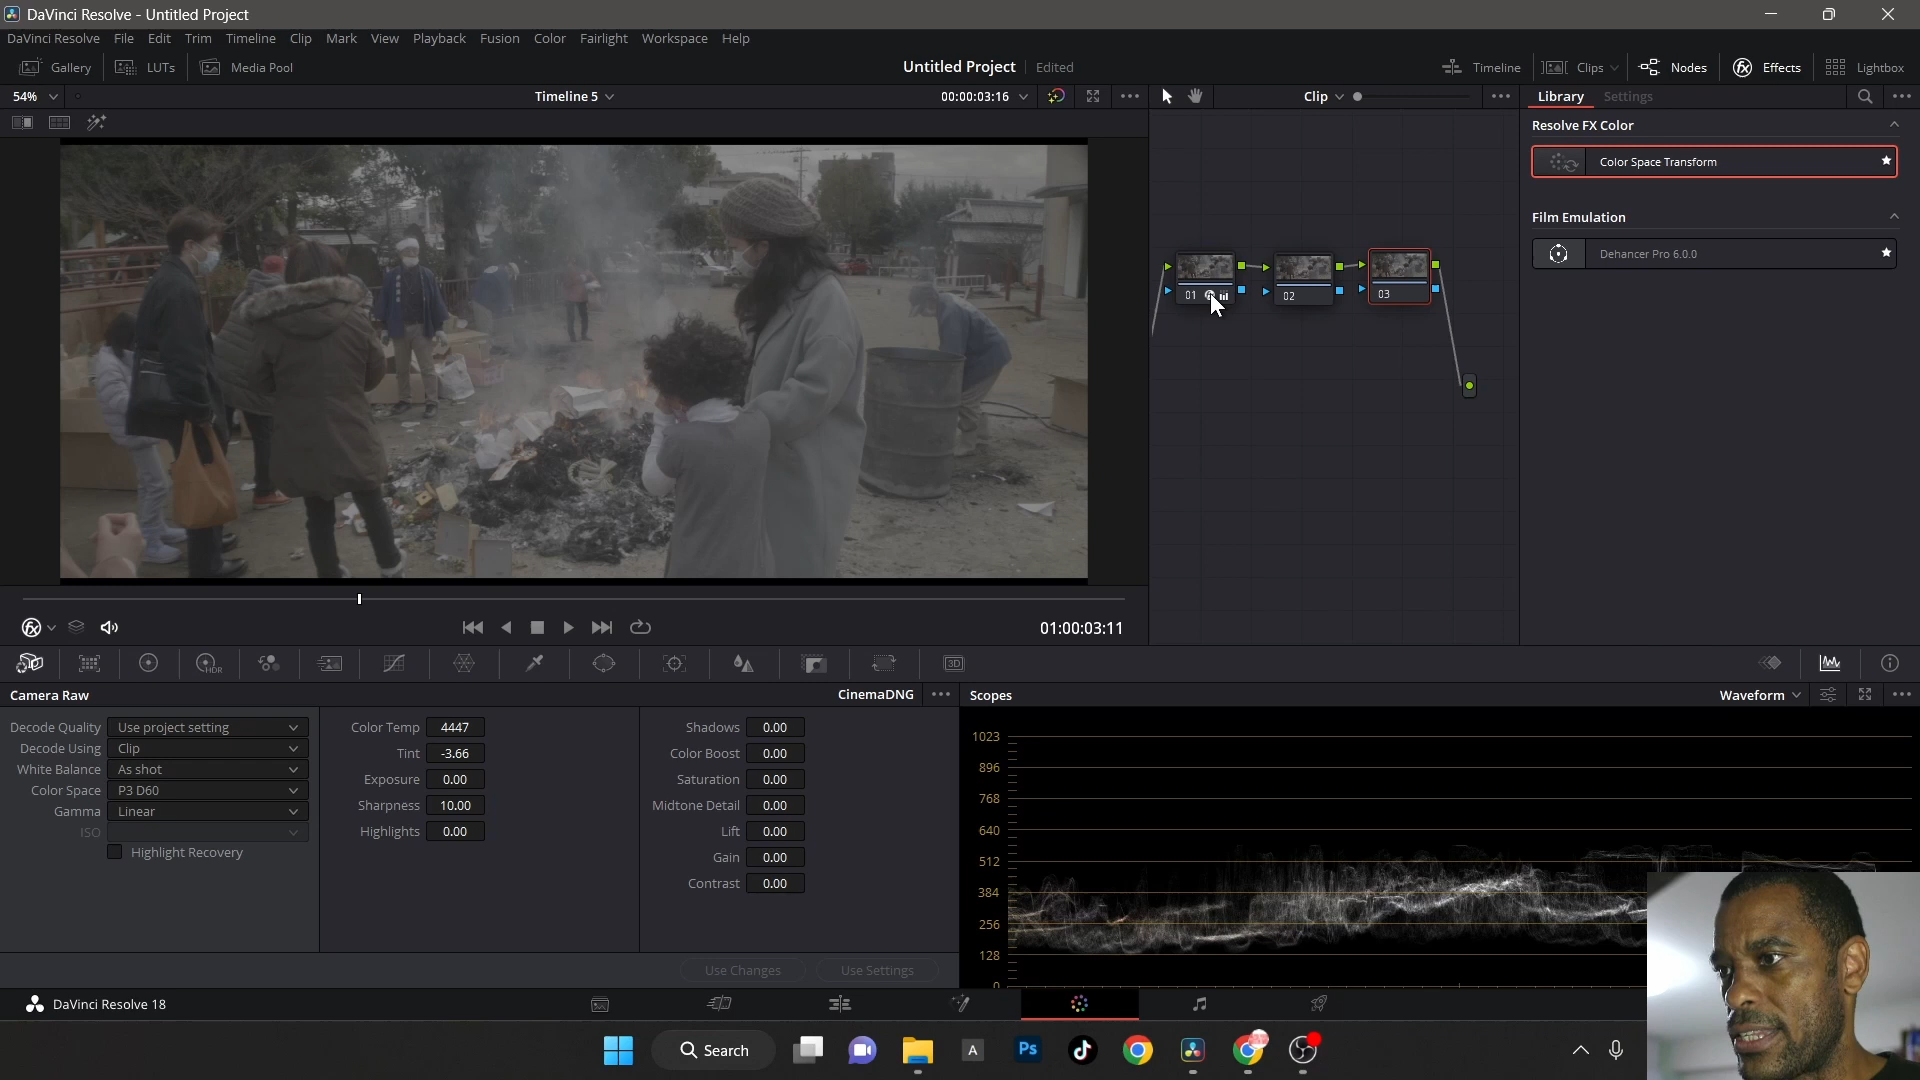 DaVinci Resolve - Untitled Project
DaVinci Resolve File Edit Trim Timeline Clip Mark View Playback Fusion Color Fairlight Workspace Help
Gallery LUTs Media Pool Untitled Project Edited Timeline Clips Nodes Effects Lightbox
54% Timeline 5 00:00:03:16 Clip Library Settings
Resolve FX Color
Color Space Transform
Film Emulation
Dehancer Pro 6.0.0
01 02 03
01:00:03:11
HDR 3D
Camera Raw CinemaDNG Scopes Waveform
Decode Quality Use project setting Color Temp 4447 Shadows 0.00
Decode Using Clip Tint -3.66 Color Boost 0.00
White Balance As shot Exposure 0.00 Saturation 0.00
Color Space P3 D60 Sharpness 10.00 Midtone Detail 0.00
Gamma Linear Highlights 0.00 Lift 0.00
ISO Gain 0.00
Highlight Recovery Contrast 0.00
1023
896
768
640
512
384
256
128
0
Use Changes Use Settings
DaVinci Resolve 18
Search A Ps